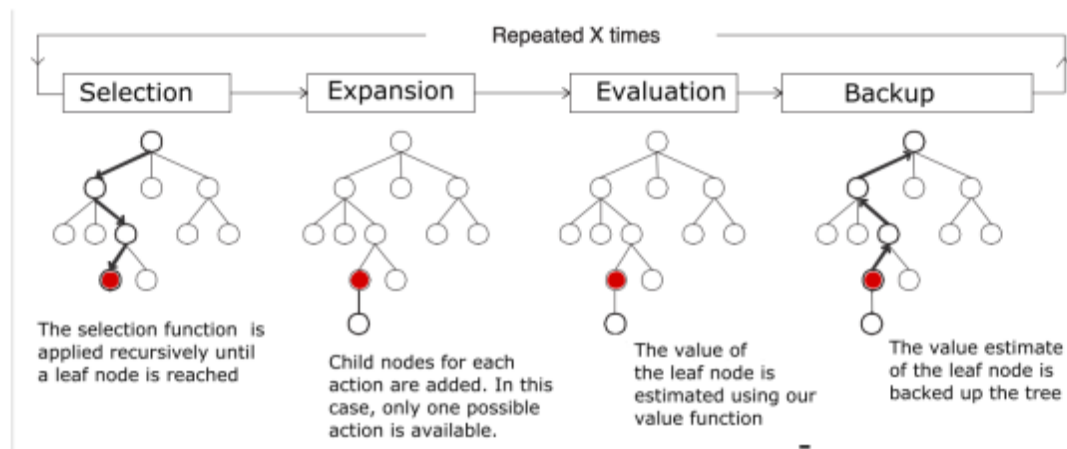 Repeated X times
Selection
Expansion
Evaluation
Backup
The selection function is
applied recursively until
a leaf node is reached
Child nodes for each
action are added. In this
case, only one possible
action is available.
The value of
the leaf node is
estimated using our
value function
The value estimate
of the leaf node is
backed up the tree